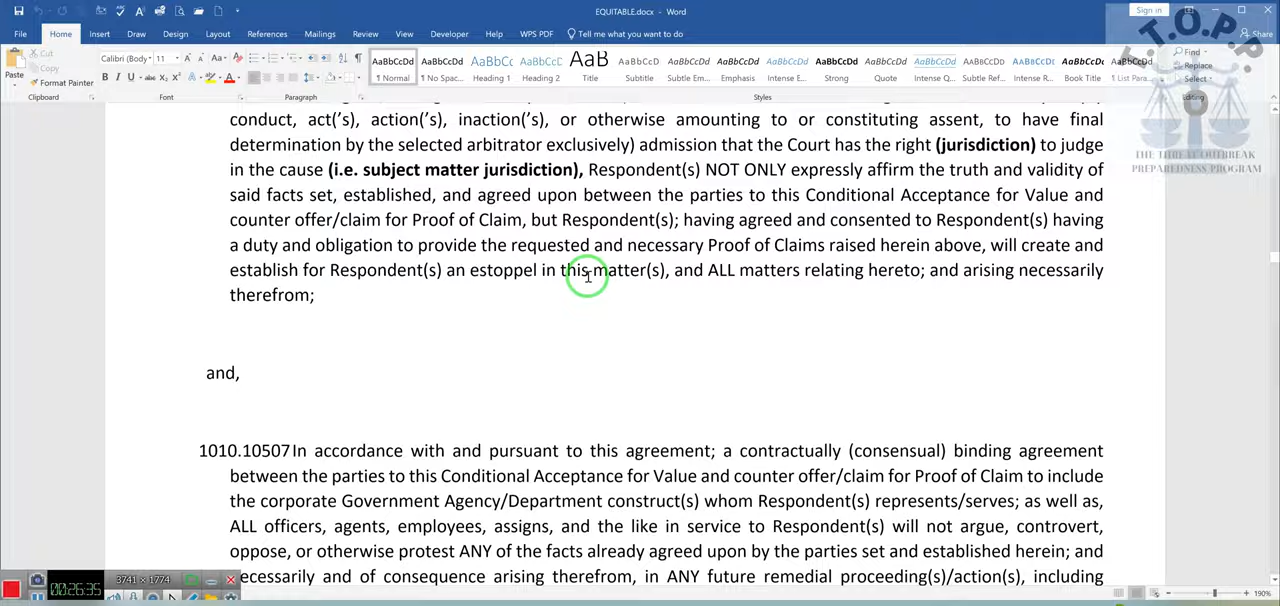 EQUITABLE.docx - Word
Sign in
File Home Insert Draw Design Layout References Mailings Review View Developer Help WPS PDF Tell me what you want to do Share
T.O.P.P.
Paste Cut Copy Format Painter
Calibri (Body) 11
AaBbCcDd AaBbCcDd AaBbCc AaBbCcD AaB AaBbCcD AaBbCcDd AaBbCcDd AaBbCcDd AaBbCcDd AaBbCcDd AaBbCcDd AABBCCDD AABBCCDD AaBbCcDd AaBbCcDd
¶ Normal ¶ No Spac... Heading 1 Heading 2 Title Subtitle Subtle Em... Emphasis Intense E... Strong Quote Intense Q... Subtle Ref... Intense E... Book Title ¶ List Para...
Find Replace Select
Clipboard Font Paragraph Styles Editing
THE THREAT OUTBREAK
PREPAREDNESS PROGRAM
conduct, act('s), action('s), inaction('s), or otherwise amounting to or constituting assent, to have final
determination by the selected arbitrator exclusively) admission that the Court has the right (jurisdiction) to judge
in the cause (i.e. subject matter jurisdiction), Respondent(s) NOT ONLY expressly affirm the truth and validity of
said facts set, established, and agreed upon between the parties to this Conditional Acceptance for Value and
counter offer/claim for Proof of Claim, but Respondent(s); having agreed and consented to Respondent(s) having
a duty and obligation to provide the requested and necessary Proof of Claims raised herein above, will create and
establish for Respondent(s) an estoppel in this matter(s), and ALL matters relating hereto; and arising necessarily
therefrom;
and,
1010.10507 In accordance with and pursuant to this agreement; a contractually (consensual) binding agreement
between the parties to this Conditional Acceptance for Value and counter offer/claim for Proof of Claim to include
the corporate Government Agency/Department construct(s) whom Respondent(s) represents/serves; as well as,
ALL officers, agents, employees, assigns, and the like in service to Respondent(s) will not argue, controvert,
oppose, or otherwise protest ANY of the facts already agreed upon by the parties set and established herein; and
necessarily and of consequence arising therefrom, in ANY future remedial proceeding(s)/action(s), including
3741 × 1774
00:26:35
190%